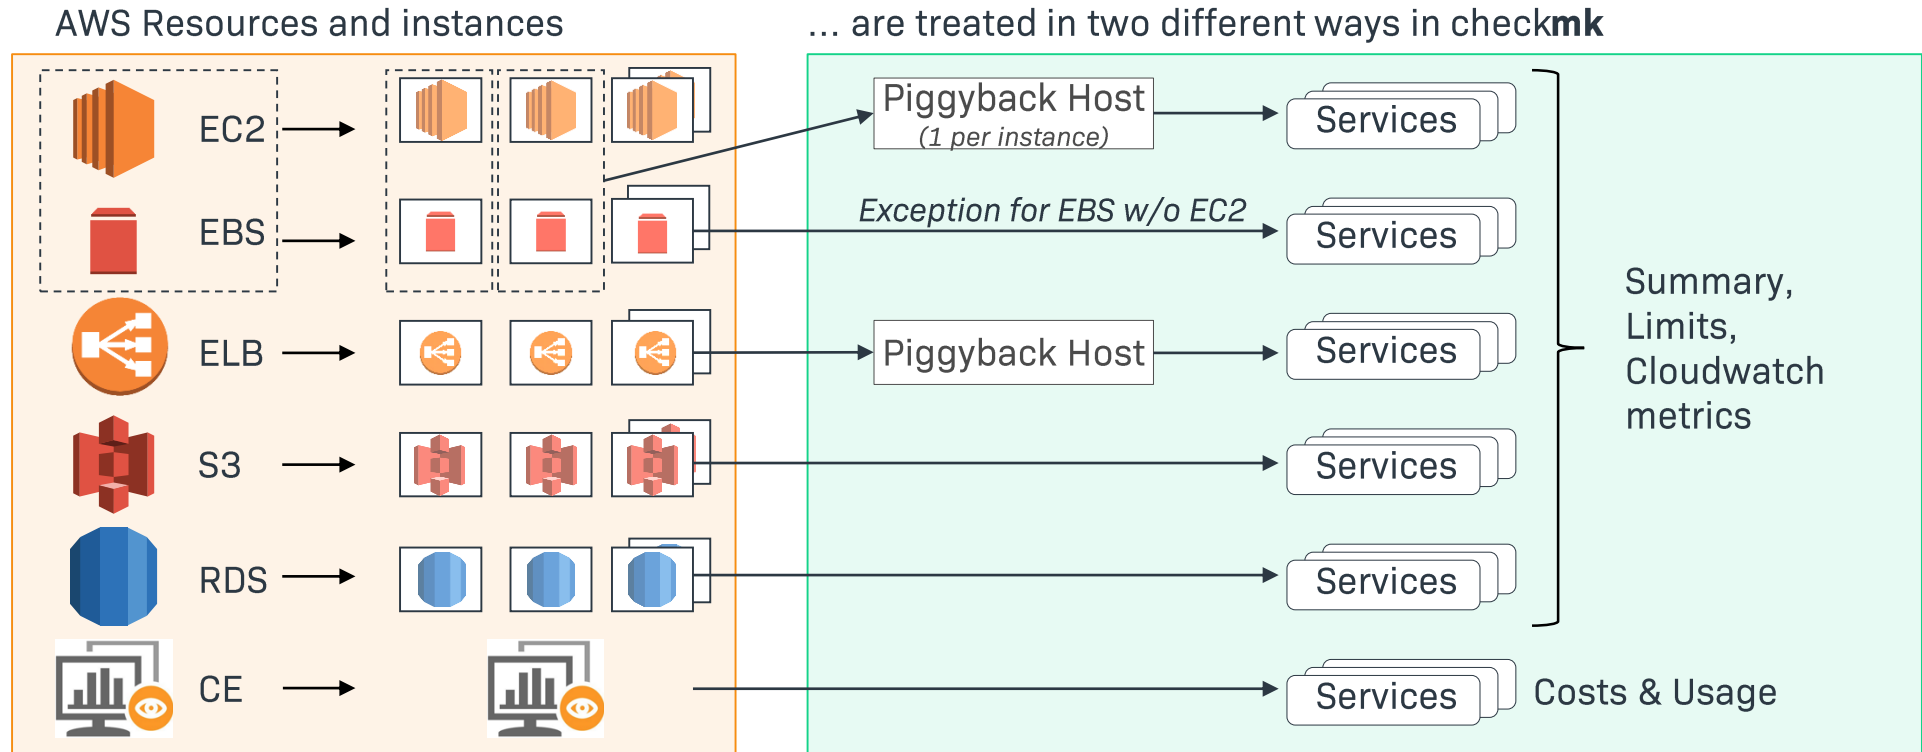 AWS Resources and instances
... are treated in two different ways in checkmk
EC2
Piggyback Host
(1 per instance)
Services
EBS
Exception for EBS w/o EC2
Services
ELB
Piggyback Host
Services
S3
Services
RDS
Services
Summary,
Limits,
Cloudwatch
metrics
CE
Services
Costs & Usage